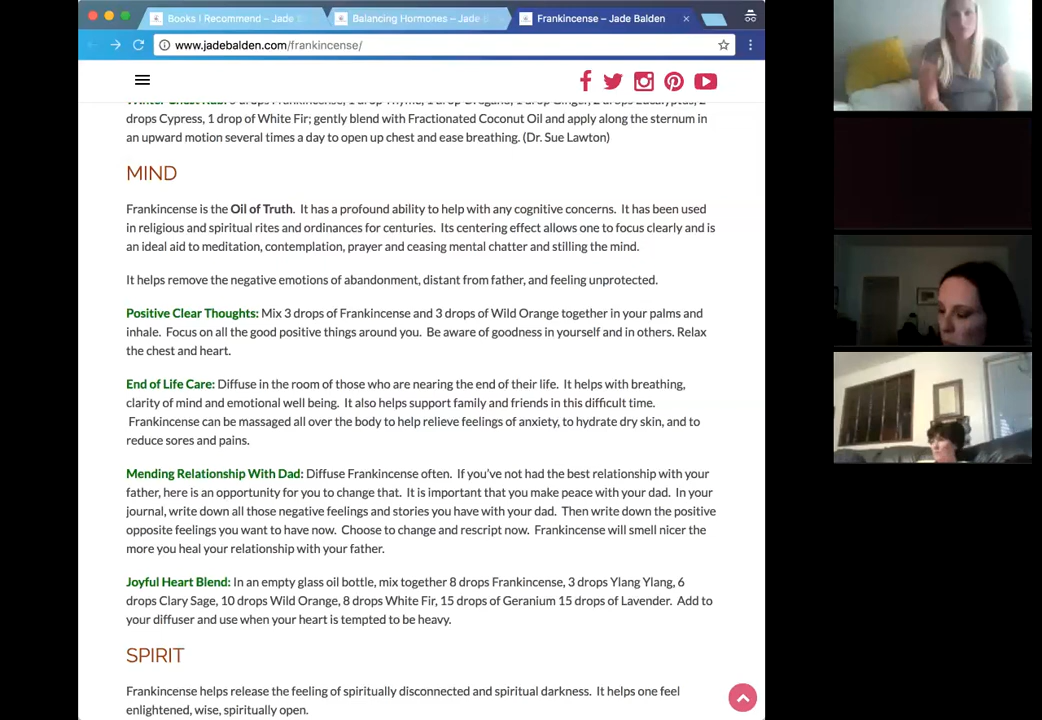 Books I Recommend – Jade
Balancing Hormones – Jade
Frankincense – Jade Balden
www.jadebalden.com/frankincense/
drops Cypress, 1 drop of White Fir; gently blend with Fractionated Coconut Oil and apply along the sternum in
an upward motion several times a day to open up chest and ease breathing. (Dr. Sue Lawton)
MIND
Frankincense is the Oil of Truth. It has a profound ability to help with any cognitive concerns. It has been used
in religious and spiritual rites and ordinances for centuries. Its centering effect allows one to focus clearly and is
an ideal aid to meditation, contemplation, prayer and ceasing mental chatter and stilling the mind.
It helps remove the negative emotions of abandonment, distant from father, and feeling unprotected.
Positive Clear Thoughts: Mix 3 drops of Frankincense and 3 drops of Wild Orange together in your palms and
inhale. Focus on all the good positive things around you. Be aware of goodness in yourself and in others. Relax
the chest and heart.
End of Life Care: Diffuse in the room of those who are nearing the end of their life. It helps with breathing,
clarity of mind and emotional well being. It also helps support family and friends in this difficult time.
Frankincense can be massaged all over the body to help relieve feelings of anxiety, to hydrate dry skin, and to
reduce sores and pains.
Mending Relationship With Dad: Diffuse Frankincense often. If you've not had the best relationship with your
father, here is an opportunity for you to change that. It is important that you make peace with your dad. In your
journal, write down all those negative feelings and stories you have with your dad. Then write down the positive
opposite feelings you want to have now. Choose to change and rescript now. Frankincense will smell nicer the
more you heal your relationship with your father.
Joyful Heart Blend: In an empty glass oil bottle, mix together 8 drops Frankincense, 3 drops Ylang Ylang, 6
drops Clary Sage, 10 drops Wild Orange, 8 drops White Fir, 15 drops of Geranium 15 drops of Lavender. Add to
your diffuser and use when your heart is tempted to be heavy.
SPIRIT
Frankincense helps release the feeling of spiritually disconnected and spiritual darkness. It helps one feel
enlightened, wise, spiritually open.